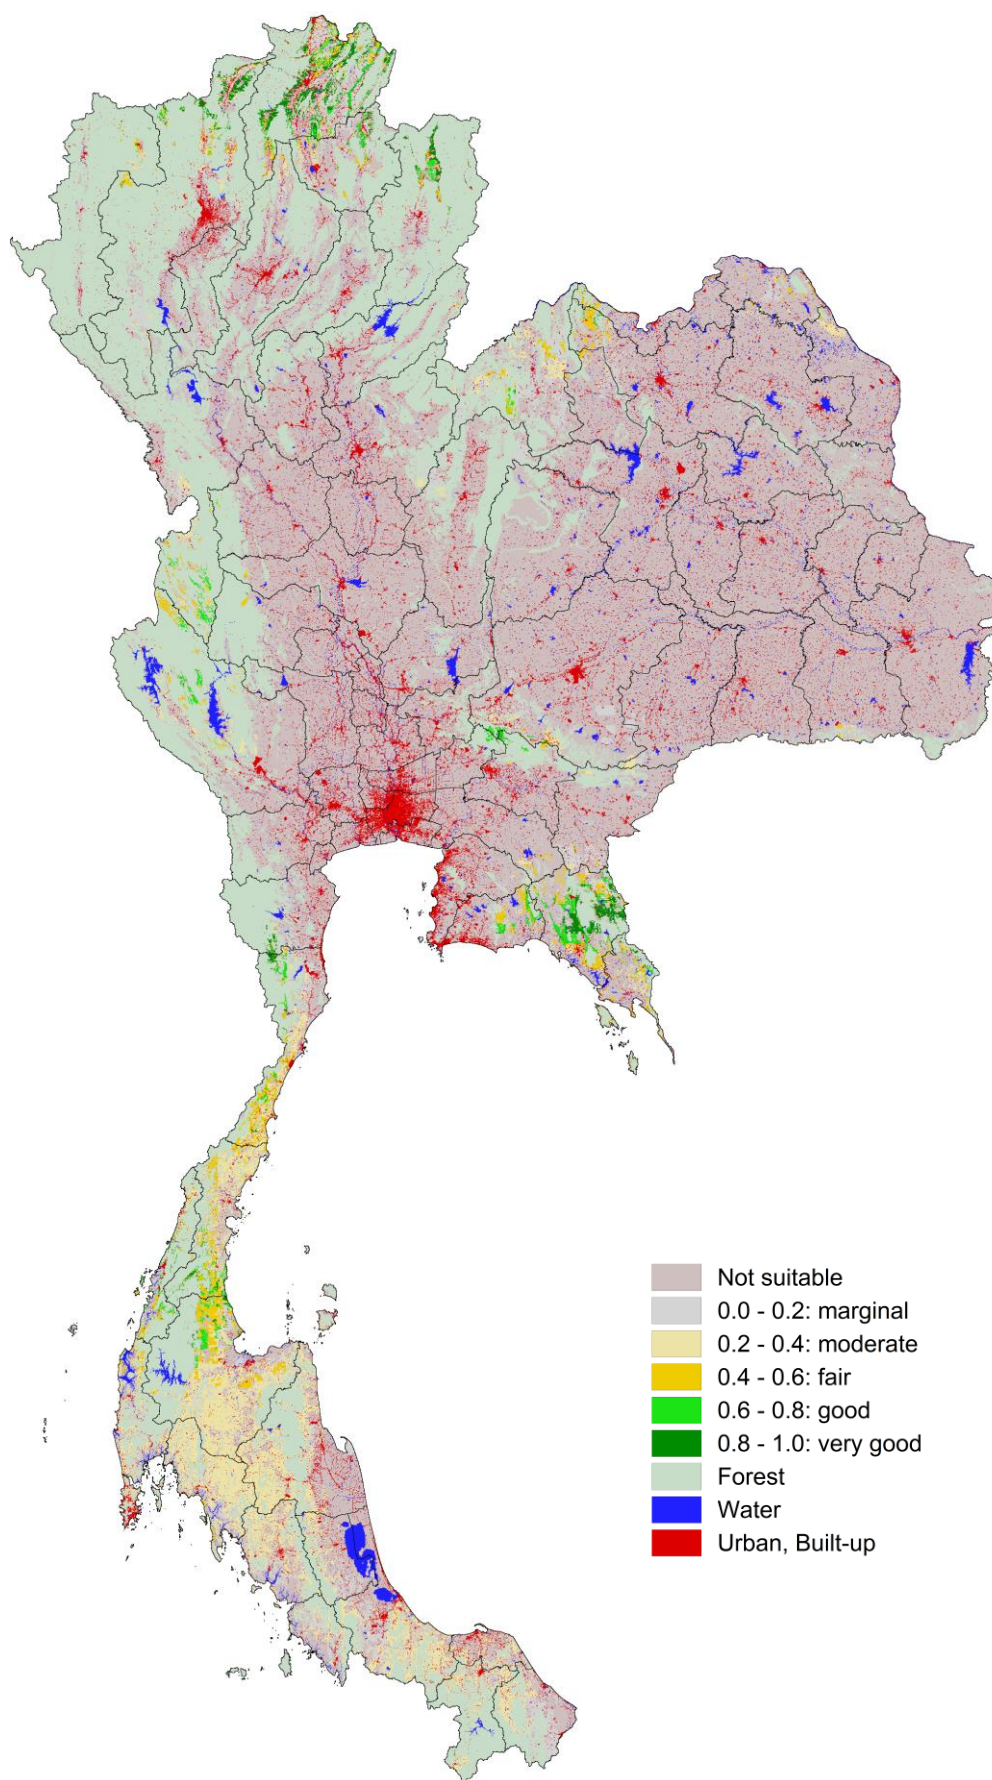 Not suitable
0.0 - 0.2: marginal
0.2 - 0.4: moderate
0.4 - 0.6: fair
0.6 - 0.8: good
0.8 - 1.0: very good
Forest
Water
Urban, Built-up